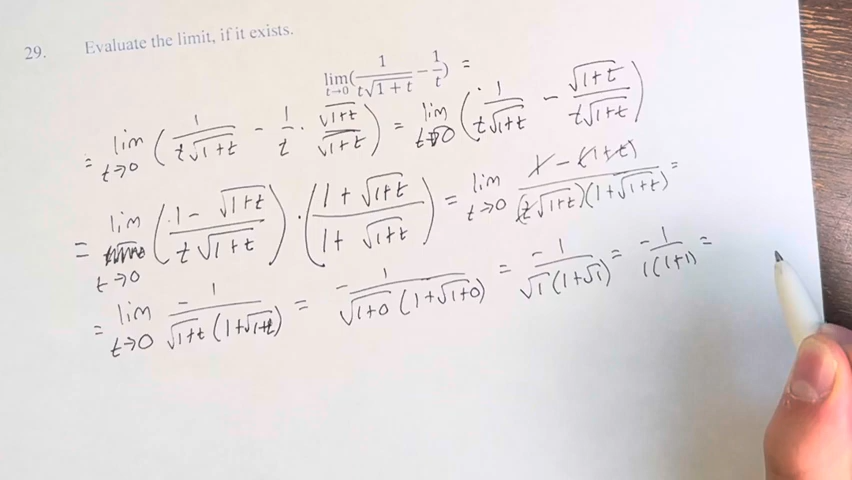 29. Evaluate the limit, if it exists.
lim t→0 (1/(t√(1+t)) − 1/t) =
= lim t→0 (1/(t√(1+t)) − 1/t · √(1+t)/√(1+t)) = lim t→0 (1/(t√(1+t)) − √(1+t)/(t√(1+t)))
= lim t→0 ((1 − √(1+t))/(t√(1+t))) · ((1 + √(1+t))/(1 + √(1+t))) = lim t→0 (1 − (1+t))/((t√(1+t))(1+√(1+t))) =
= lim t→0 −1/(√(1+t) (1+√(1+t))) = −1/(√(1+0) (1+√(1+0))) = −1/(√1 (1+√1)) = −1/(1(1+1)) =